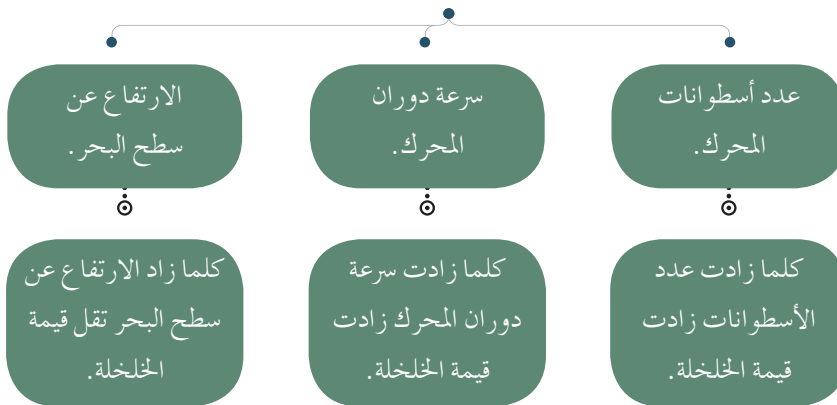 عدد أسطوانات
المحرك.
سرعة دوران
المحرك.
الارتفاع عن
سطح البحر.
كلما زادت عدد
الأسطوانات زادت
قيمة الخلخلة.
كلما زادت سرعة
دوران المحرك زادت
قيمة الخلخلة.
كلما زاد الارتفاع عن
سطح البحر تقل قيمة
الخلخلة.